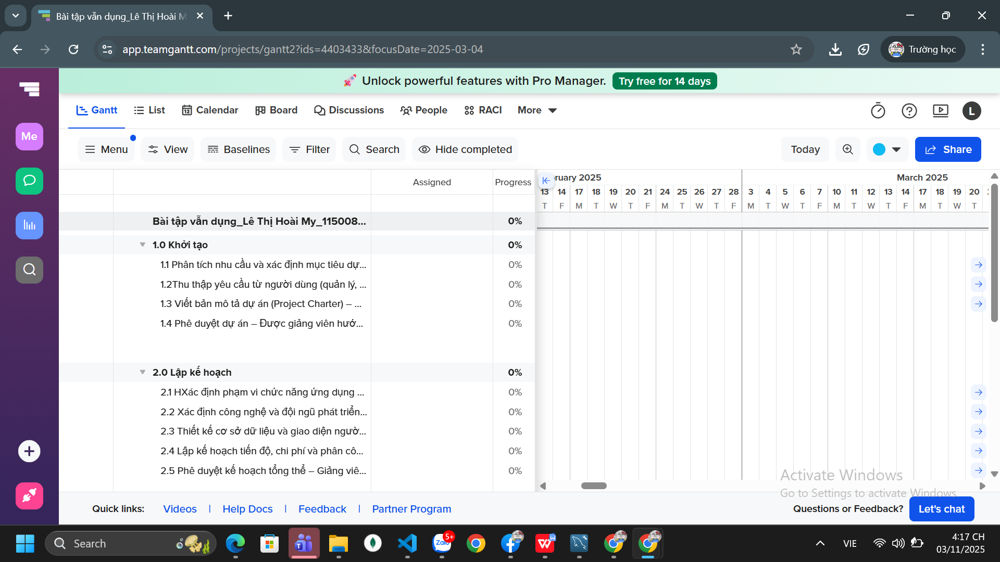 Bài tập vẫn dụng_Lê Thị Hoài M
app.teamgantt.com/projects/gantt2?ids=4403433&focusDate=2025-03-04
Trường học
🚀 Unlock powerful features with Pro Manager. Try free for 14 days
Gantt List Calendar Board Discussions People RACI More L
Me
Menu View Baselines Filter Search Hide completed Today Share
Assigned Progress
ruary 2025 March 2025
13 14 17 18 19 20 21 24 25 26 27 28 3 4 5 6 7 10 11 12 13 14 17 18 19 20
T F M T W T F M T W T F M T W T F M T W T F M T W T
Bài tập vẫn dụng_Lê Thị Hoài My_115008... 0%
1.0 Khởi tạo 0%
1.1 Phân tích nhu cầu và xác định mục tiêu dự... 0%
1.2Thu thập yêu cầu từ người dùng (quản lý, ... 0%
1.3 Viết bản mô tả dự án (Project Charter) – ... 0%
1.4 Phê duyệt dự án – Được giảng viên hướ... 0%
2.0 Lập kế hoạch 0%
2.1 HXác định phạm vi chức năng ứng dụng ... 0%
2.2 Xác định công nghệ và đội ngũ phát triển... 0%
2.3 Thiết kế cơ sở dữ liệu và giao diện ngườ... 0%
2.4 Lập kế hoạch tiến độ, chi phí và phân cô... 0%
2.5 Phê duyệt kế hoạch tổng thể – Giảng viê... 0%
Activate Windows
Go to Settings to activate Windows.
Quick links: Videos | Help Docs | Feedback | Partner Program Questions or Feedback? Let's chat
Search 5+ Zalo VIE 4:17 CH
03/11/2025